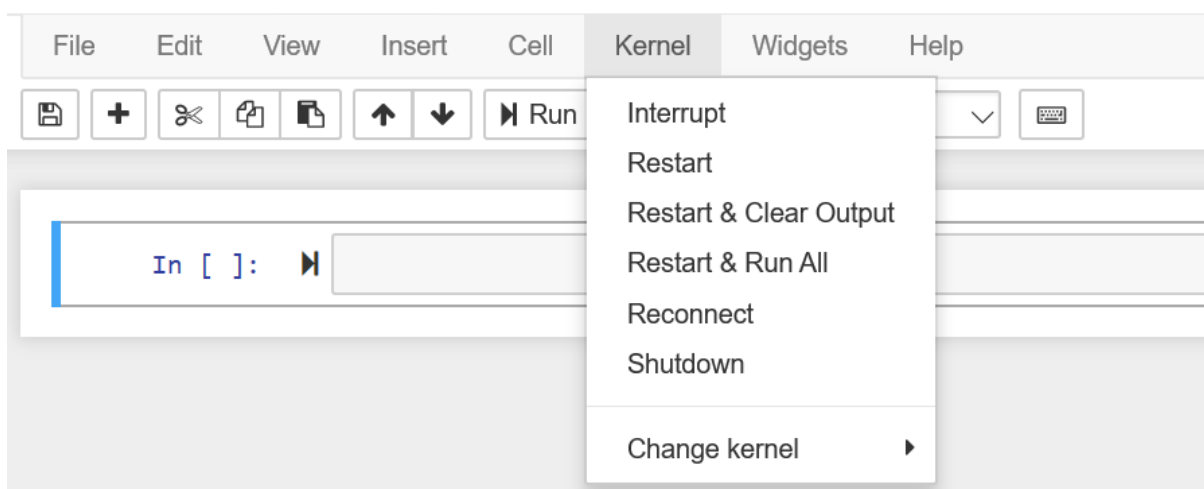 File Edit View Insert Cell Kernel Widgets Help
Run
Interrupt
Restart
Restart & Clear Output
In [ ]:
Restart & Run All
Reconnect
Shutdown
Change kernel